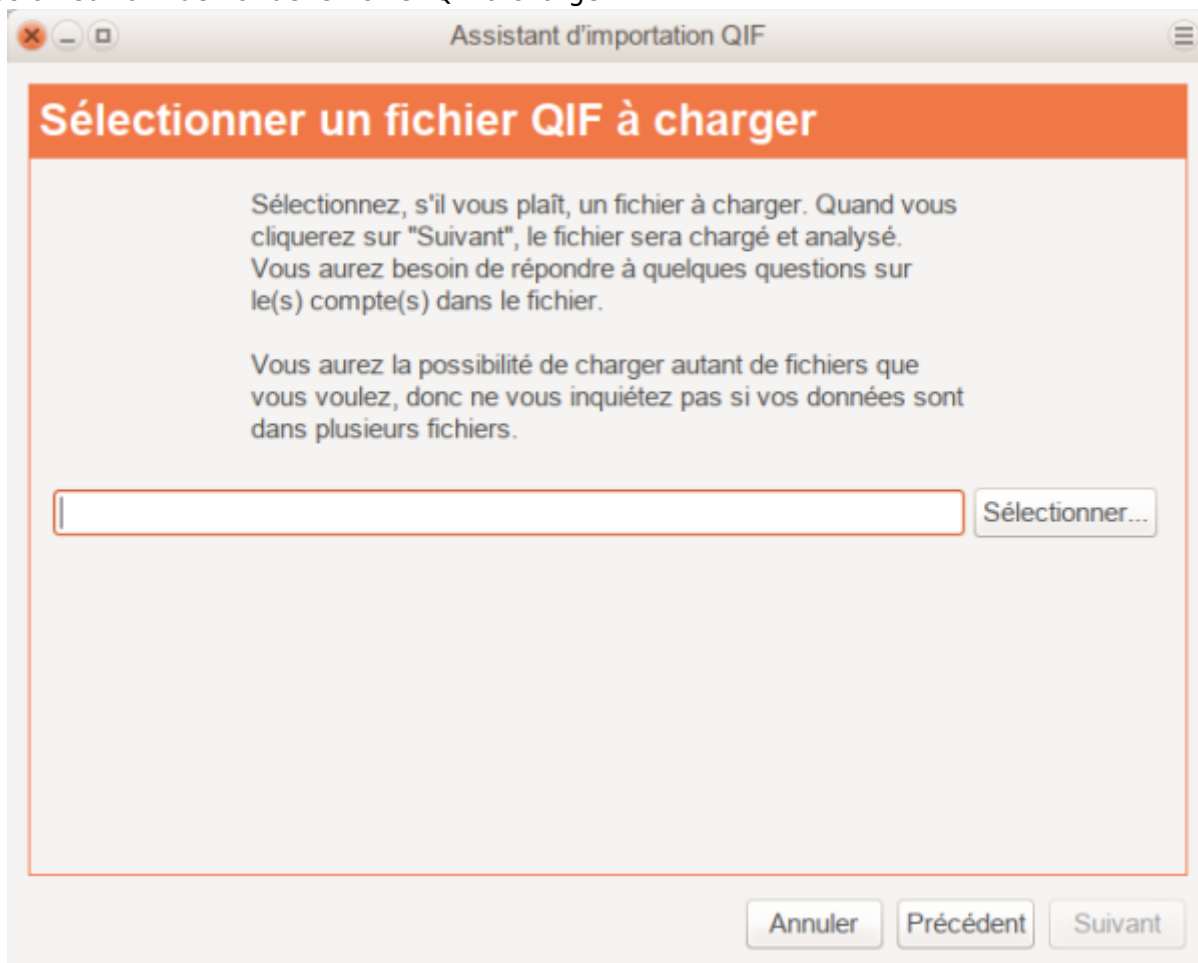 Assistant d'importation QIF
Sélectionner un fichier QIF à charger
Sélectionnez, s'il vous plaît, un fichier à charger. Quand vous
cliquerez sur "Suivant", le fichier sera chargé et analysé.
Vous aurez besoin de répondre à quelques questions sur
le(s) compte(s) dans le fichier.
Vous aurez la possibilité de charger autant de fichiers que
vous voulez, donc ne vous inquiétez pas si vos données sont
dans plusieurs fichiers.
Sélectionner...
Annuler Précédent Suivant